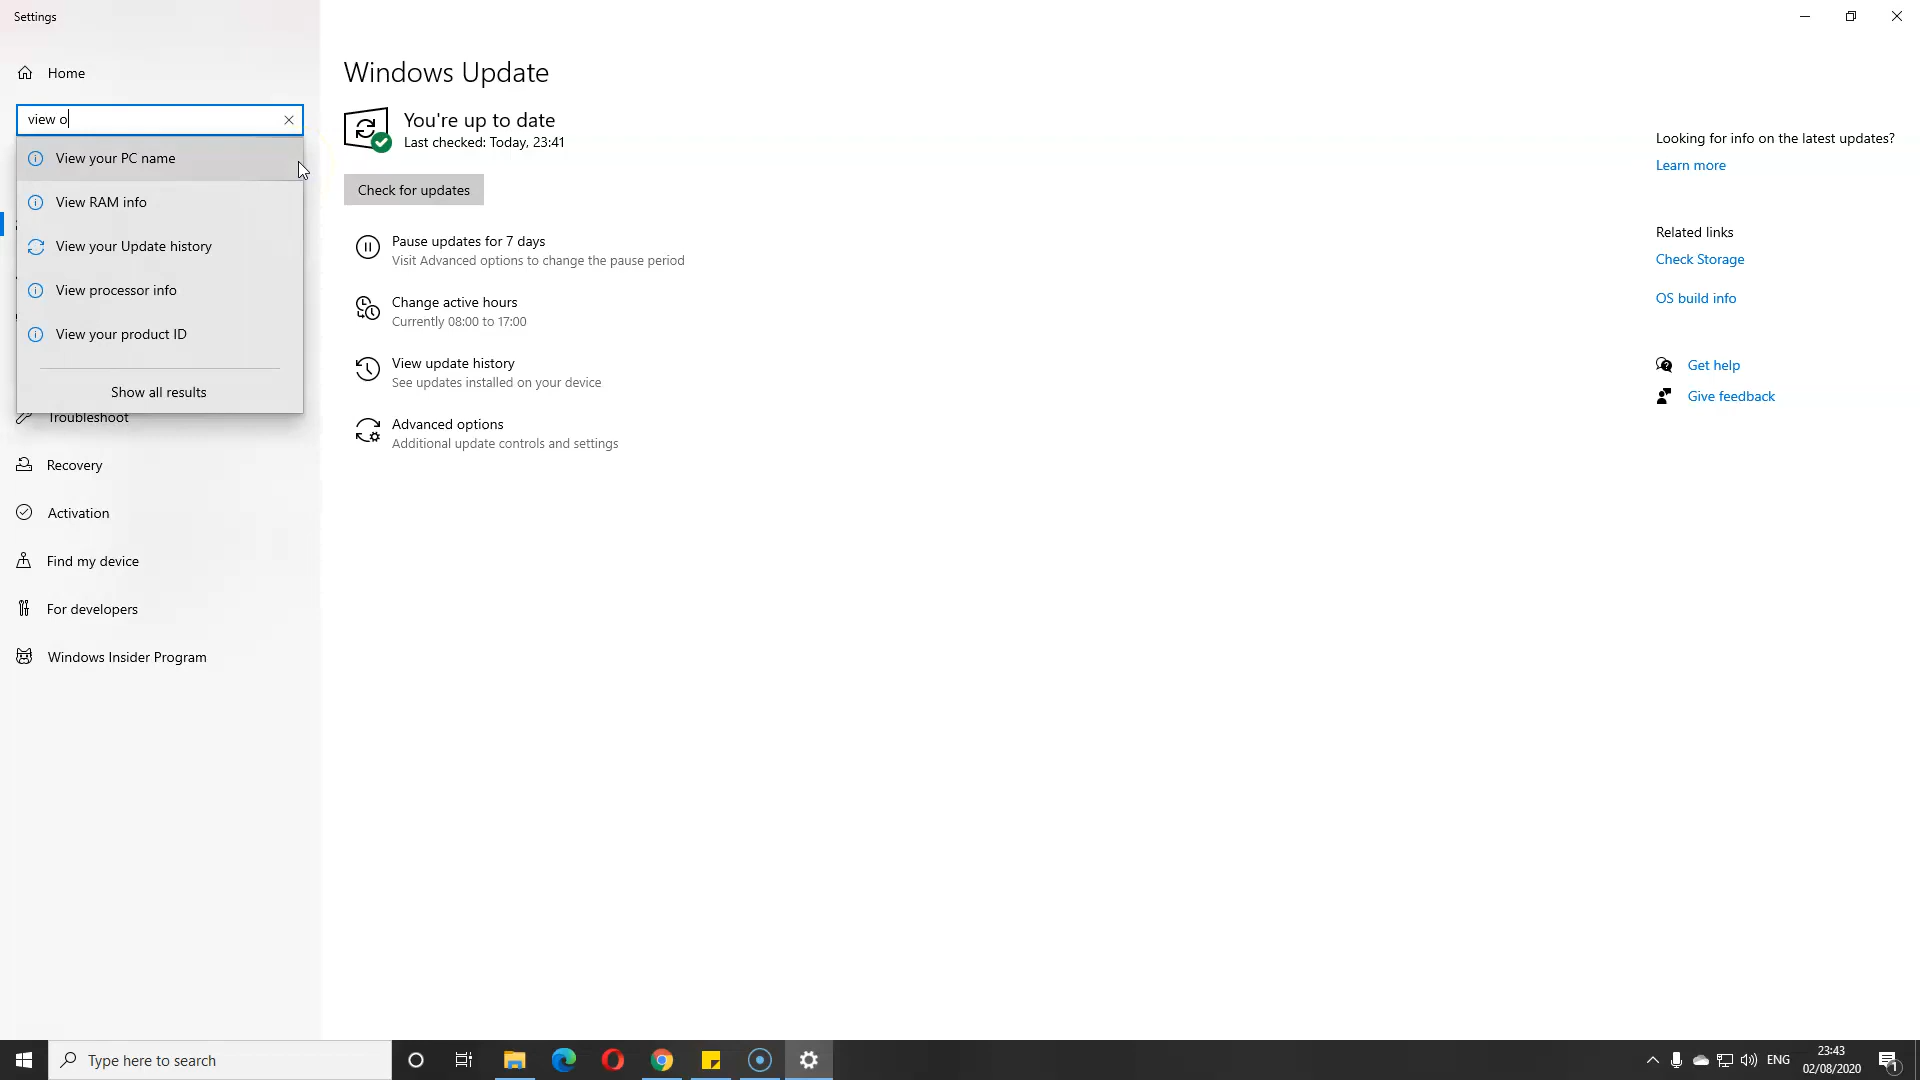 Settings
Home
view o
View your PC name
View RAM info
View your Update history
View processor info
View your product ID
Show all results
Troubleshoot
Recovery
Activation
Find my device
For developers
Windows Insider Program
Windows Update
You're up to date
Last checked: Today, 23:41
Check for updates
Pause updates for 7 days
Visit Advanced options to change the pause period
Change active hours
Currently 08:00 to 17:00
View update history
See updates installed on your device
Advanced options
Additional update controls and settings
Looking for info on the latest updates?
Learn more
Related links
Check Storage
OS build info
Get help
Give feedback
Type here to search
ENG
23:43
02/08/2020
1